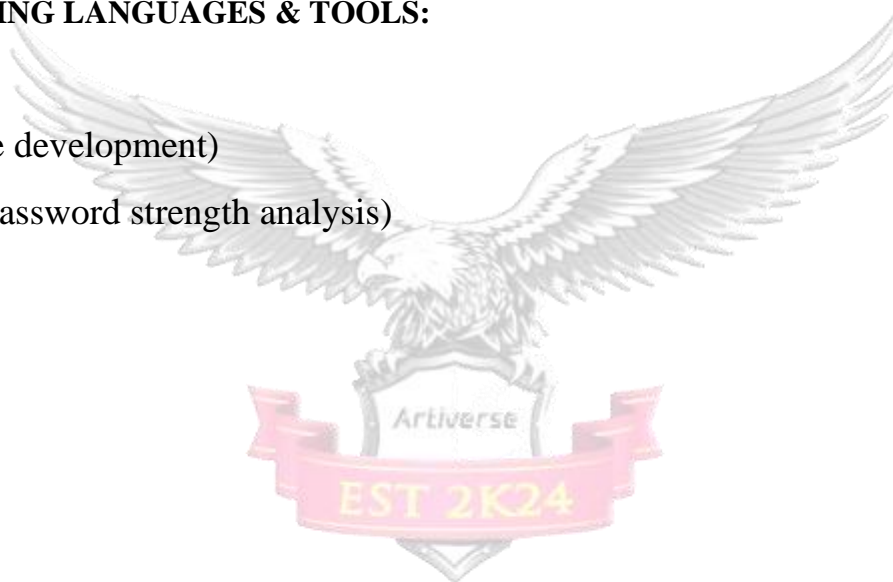 ING LANGUAGES & TOOLS:
e development)
assword strength analysis)
Artiverse
EST 2K24